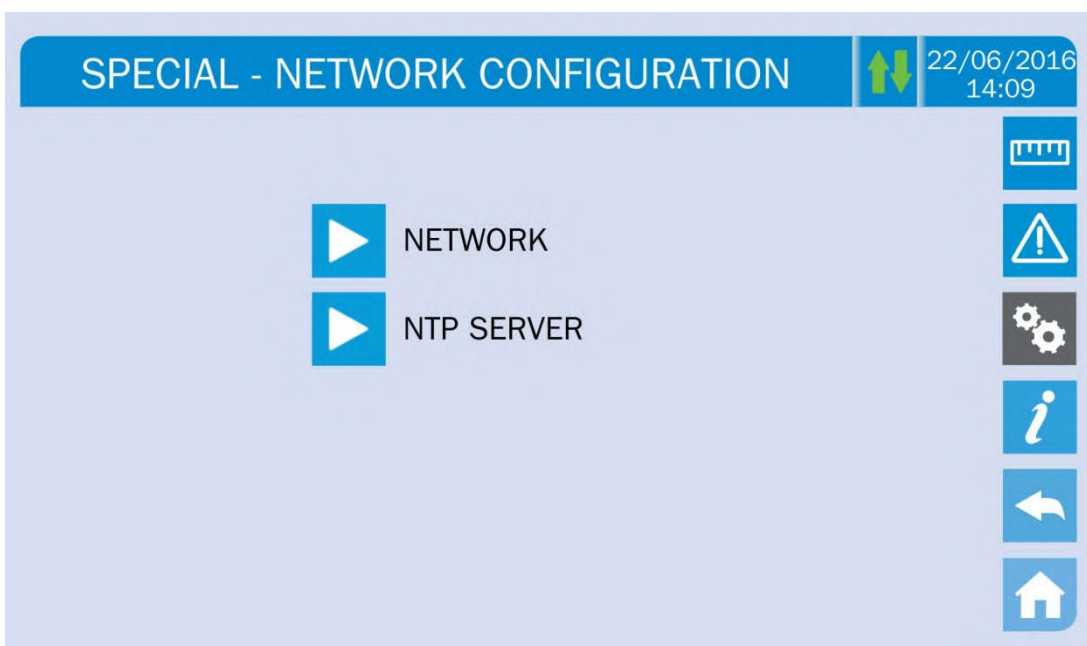 SPECIAL - NETWORK CONFIGURATION
22/06/2016
14:09
NETWORK
NTP SERVER